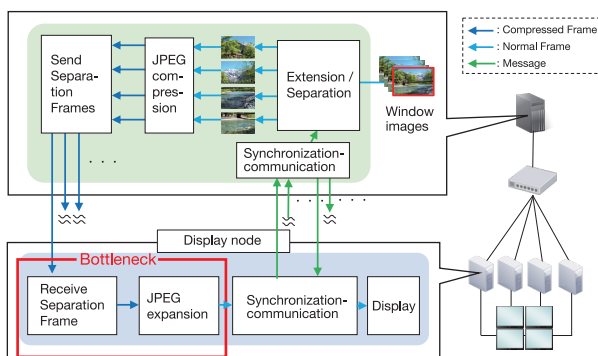 Send
Separa-
tion
Frames
JPEG
com-
pres-
sion
Extension /
Separation
Window
images
: Compressed Frame
: Normal Frame
: Message
Synchronization-
communication
Display node
Bottleneck
Receive
Separation
Frame
JPEG
expansion
Synchronization-
communication
Display